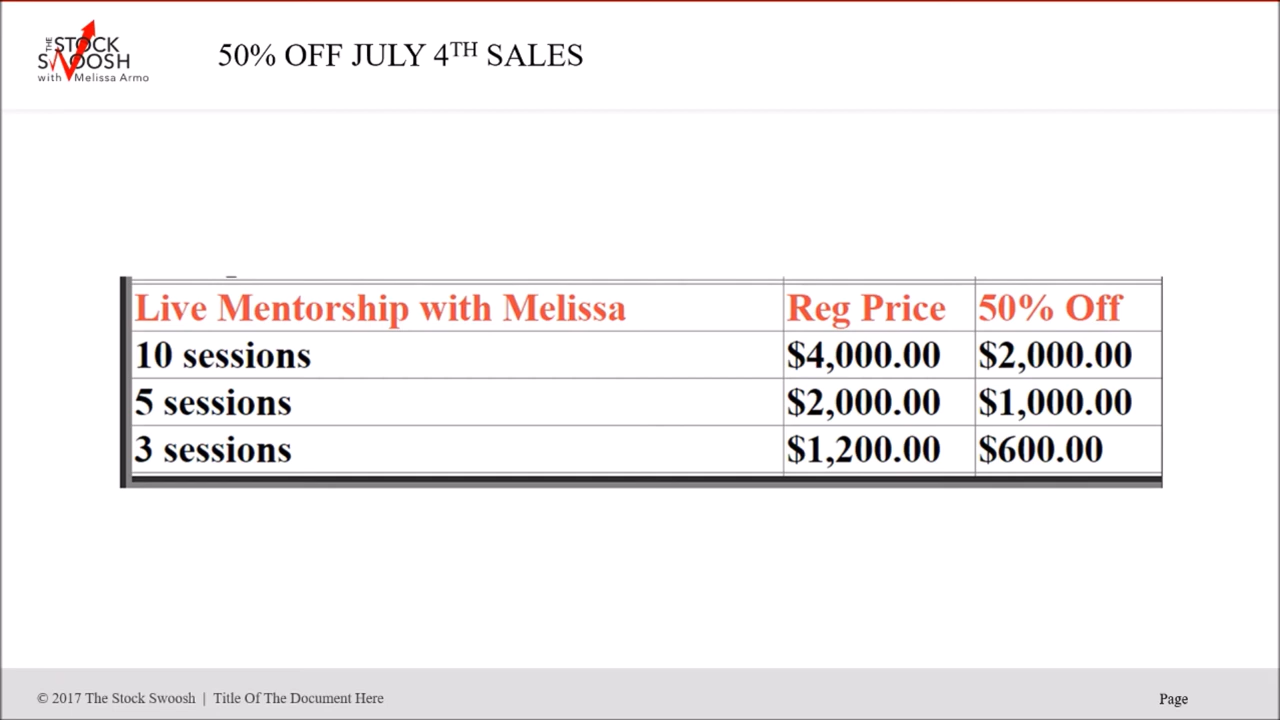 THE
STOCK
SWOOSH
with Melissa Armo
50% OFF JULY 4TH SALES
Live Mentorship with Melissa Reg Price 50% Off
10 sessions $4,000.00 $2,000.00
5 sessions $2,000.00 $1,000.00
3 sessions $1,200.00 $600.00
© 2017 The Stock Swoosh | Title Of The Document Here
Page